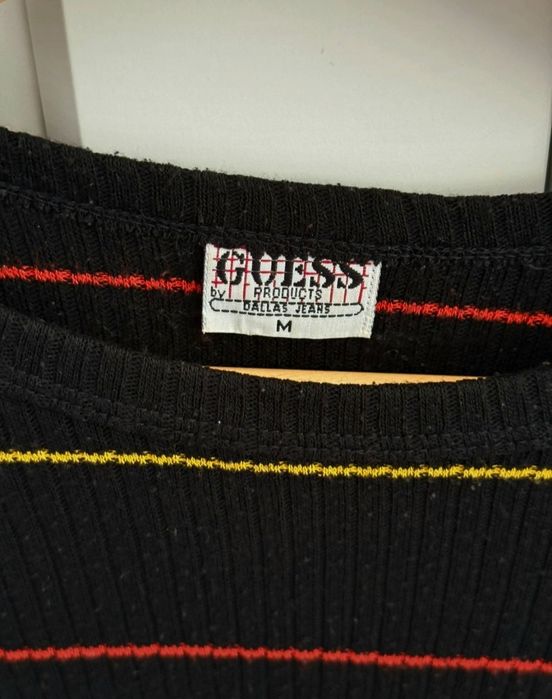 GUESS
by PRODUCTS
DALLAS JEANS
M